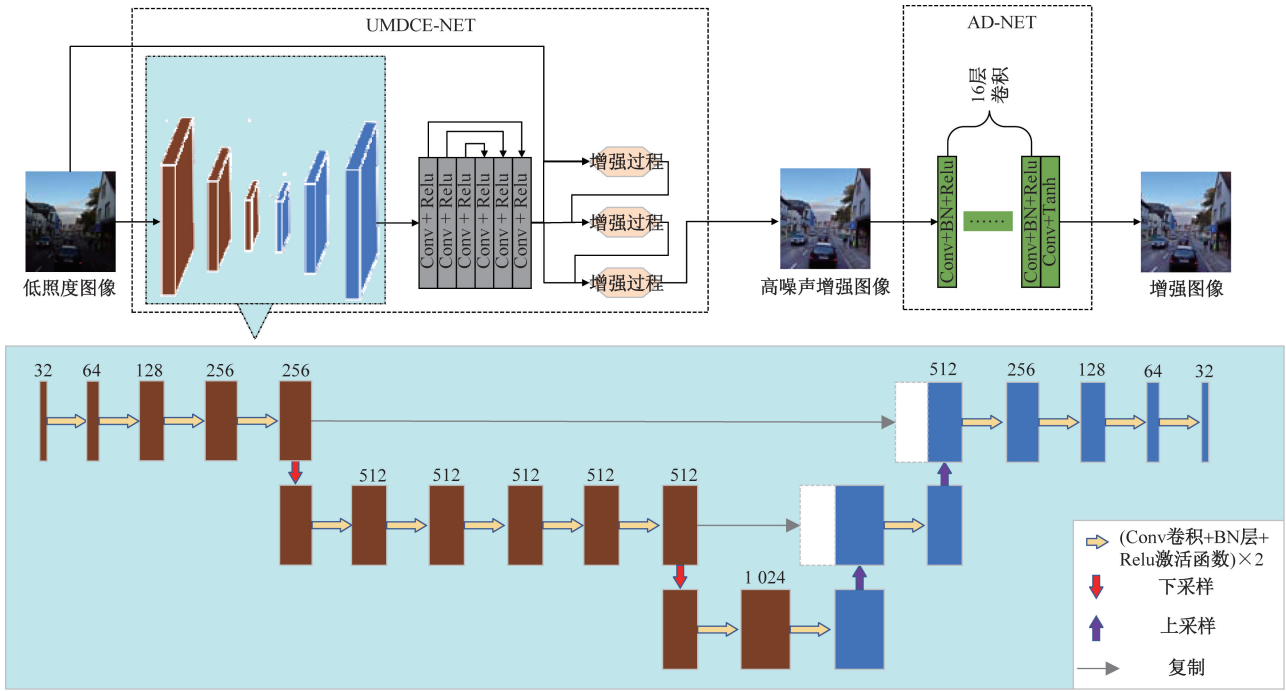 UMDCE-NET
AD-NET
16层
卷积
低照度图像
Conv + Relu
Conv + Relu
Conv + Relu
Conv + Relu
Conv + Relu
Conv + Relu
增强过程
增强过程
增强过程
高噪声增强图像
Conv+BN+Relu
......
Conv+BN+Relu
Conv+Tanh
增强图像
32
64
128
256
256
512
256
128
64
32
512
512
512
512
512
1 024
(Conv卷积+BN层+
Relu激活函数)×2
下采样
上采样
复制